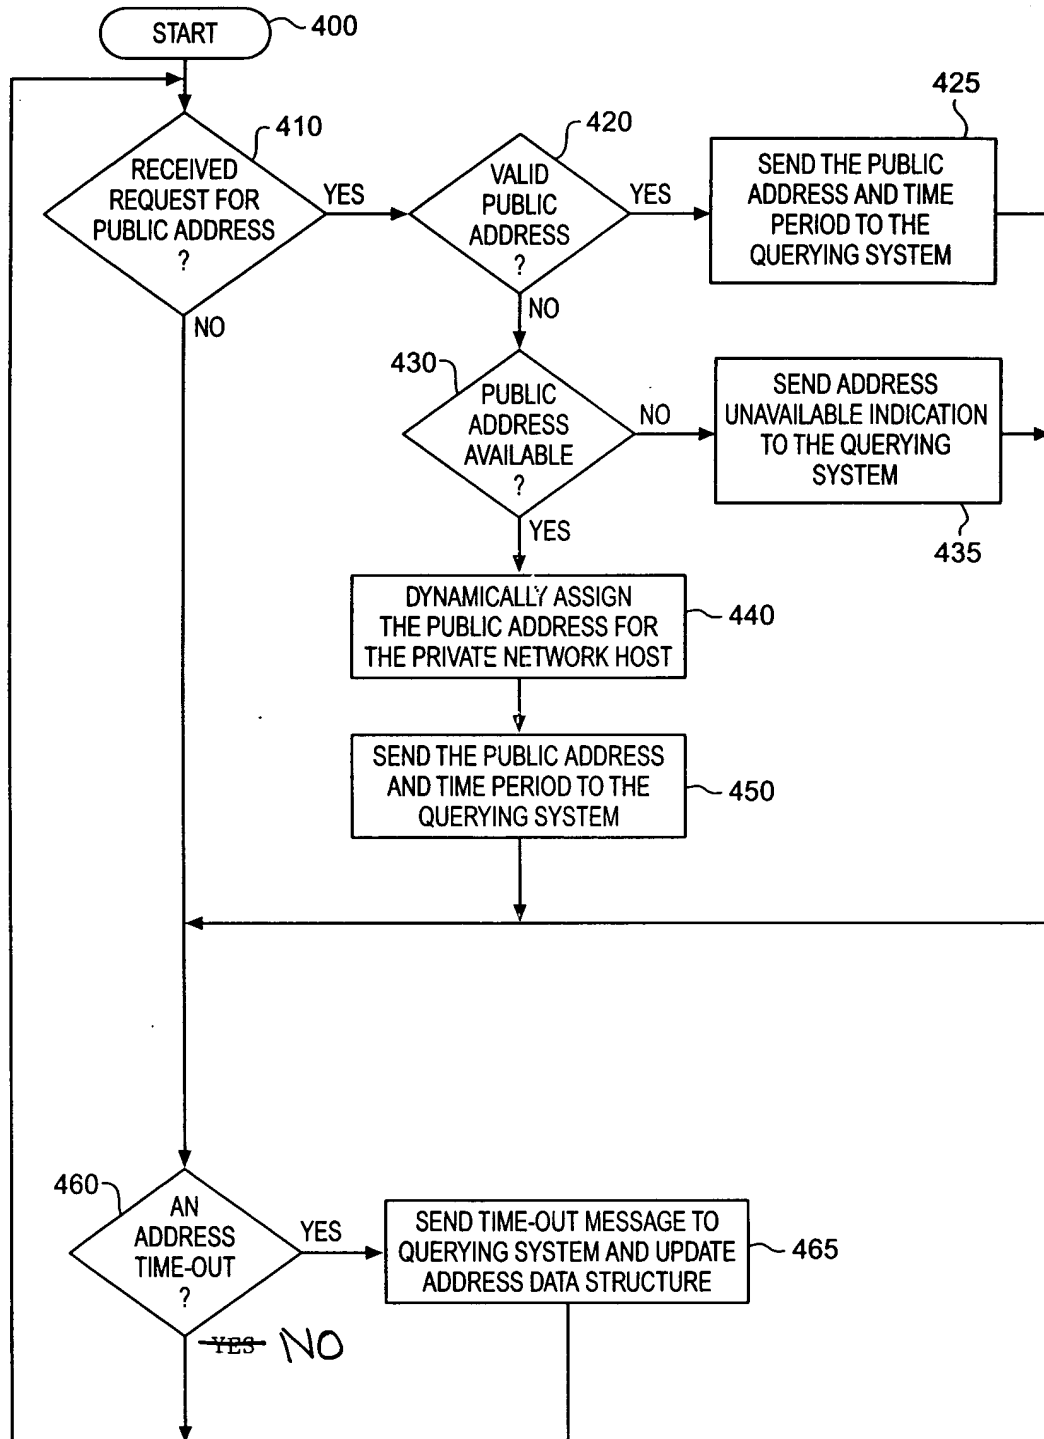 START
400
410
RECEIVED
REQUEST FOR
PUBLIC ADDRESS
?
YES
NO
420
VALID
PUBLIC
ADDRESS
?
YES
NO
425
SEND THE PUBLIC
ADDRESS AND TIME
PERIOD TO THE
QUERYING SYSTEM
430
PUBLIC
ADDRESS
AVAILABLE
?
NO
YES
SEND ADDRESS
UNAVAILABLE INDICATION
TO THE QUERYING
SYSTEM
435
DYNAMICALLY ASSIGN
THE PUBLIC ADDRESS FOR
THE PRIVATE NETWORK HOST
440
SEND THE PUBLIC ADDRESS
AND TIME PERIOD TO THE
QUERYING SYSTEM
450
460
AN
ADDRESS
TIME-OUT
?
YES
SEND TIME-OUT MESSAGE TO
QUERYING SYSTEM AND UPDATE
ADDRESS DATA STRUCTURE
465
YES NO